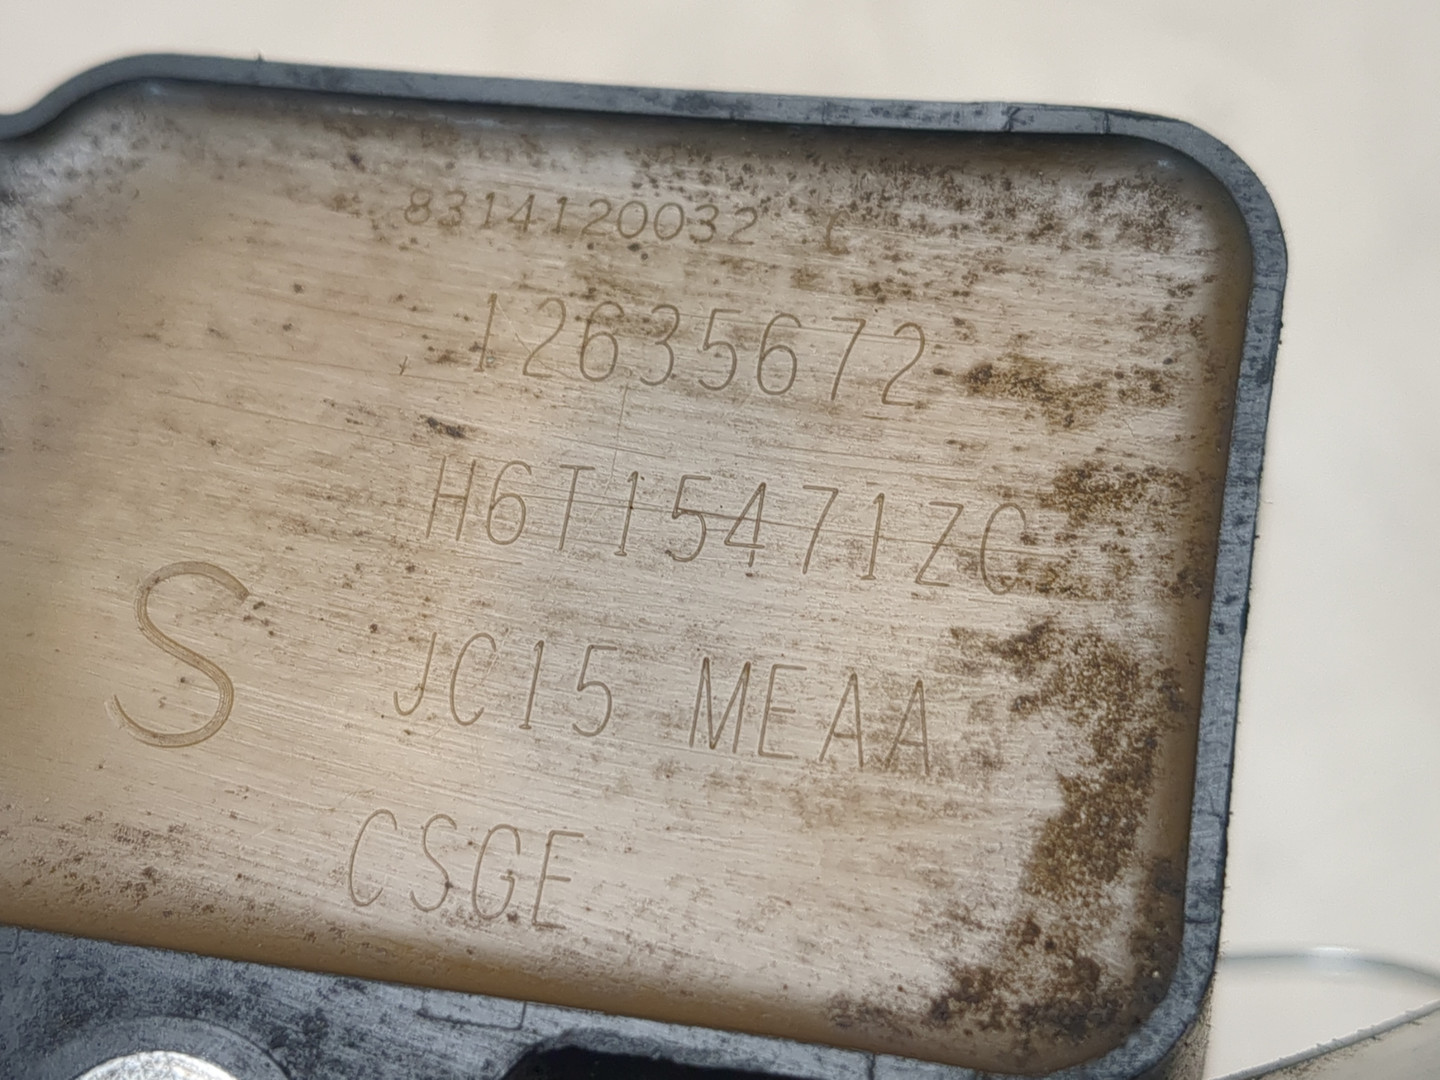 8314120032 C
12635672
H6T15471ZC
S JC15 MEAA
CSGE